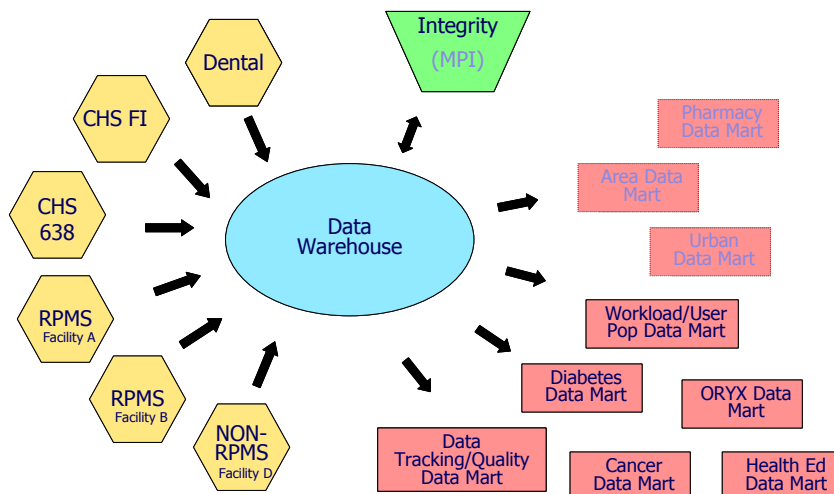 Dental
Integrity
(MPI)
CHS FI
Pharmacy
Data Mart
Area Data
Mart
CHS
638
Data
Warehouse
Urban
Data Mart
RPMS
Facility A
Workload/User
Pop Data Mart
RPMS
Facility B
Diabetes
Data Mart
ORYX Data
Mart
NON-
RPMS
Facility D
Data
Tracking/Quality
Data Mart
Cancer
Data Mart
Health Ed
Data Mart